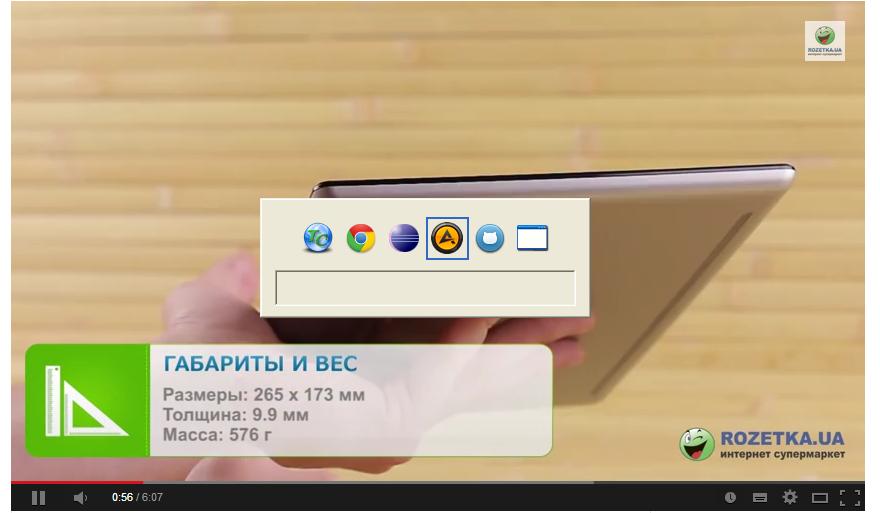 ROZETKA.UA
интернет супермаркет
ГАБАРИТЫ И ВЕС
Размеры: 265 x 173 мм
Толщина: 9.9 мм
Масса: 576 г
ROZETKA.UA
интернет супермаркет
0:56 / 6:07